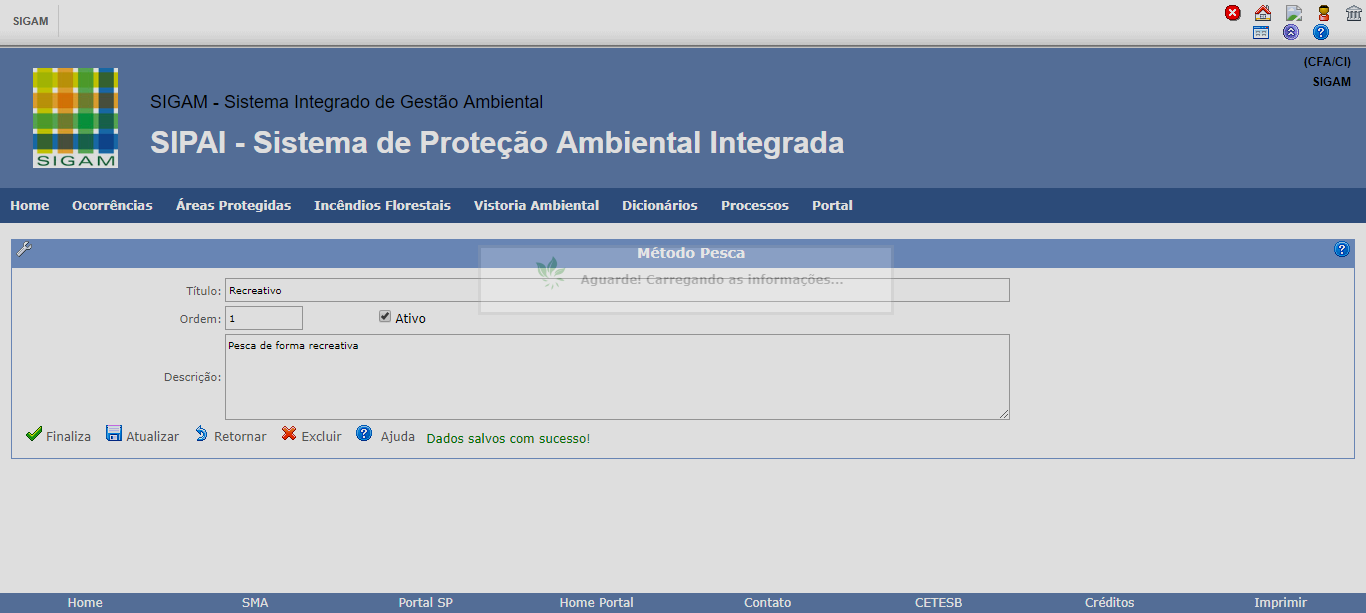 SIGAM
(CFA/CI)
SIGAM
SIGAM
SIGAM - Sistema Integrado de Gestão Ambiental
SIPAI - Sistema de Proteção Ambiental Integrada
Home Ocorrências Áreas Protegidas Incêndios Florestais Vistoria Ambiental Dicionários Processos Portal
Método Pesca
Aguarde! Carregando as informações...
Título: Recreativo
Ordem: 1 Ativo
Descrição: Pesca de forma recreativa
Finaliza Atualizar Retornar Excluir Ajuda Dados salvos com sucesso!
Home SMA Portal SP Home Portal Contato CETESB Créditos Imprimir